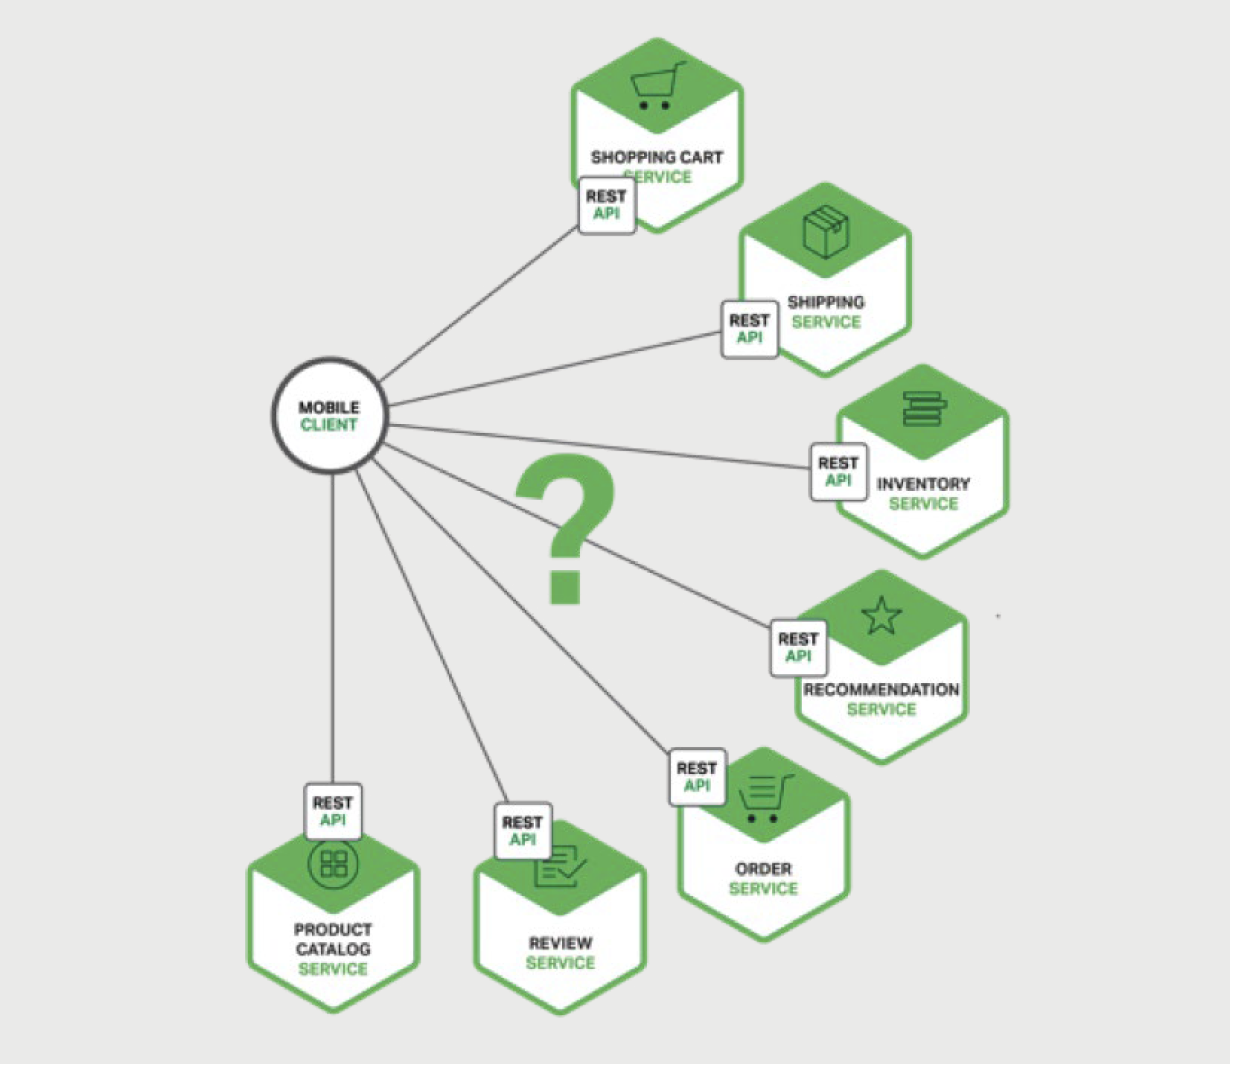 SHOPPING CART
SERVICE
REST
API
SHIPPING
SERVICE
REST
API
MOBILE
CLIENT
REST
API
INVENTORY
SERVICE
?
REST
API
RECOMMENDATION
SERVICE
REST
API
ORDER
SERVICE
REST
API
REVIEW
SERVICE
REST
API
PRODUCT
CATALOG
SERVICE